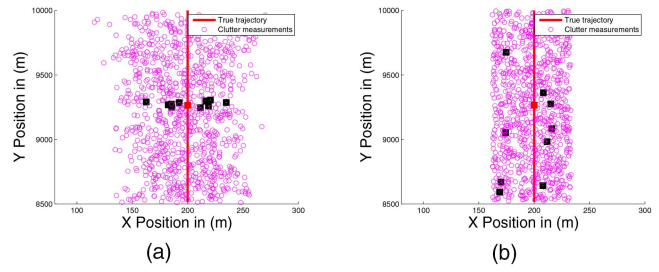 10000
9500
9000
8500
Y Position in (m)
100
150
200
250
300
X Position in (m)
True trajectory
Clutter measurements
(a)
10000
9500
9000
8500
Y Position in (m)
100
150
200
250
300
X Position in (m)
True trajectory
Clutter measurements
(b)